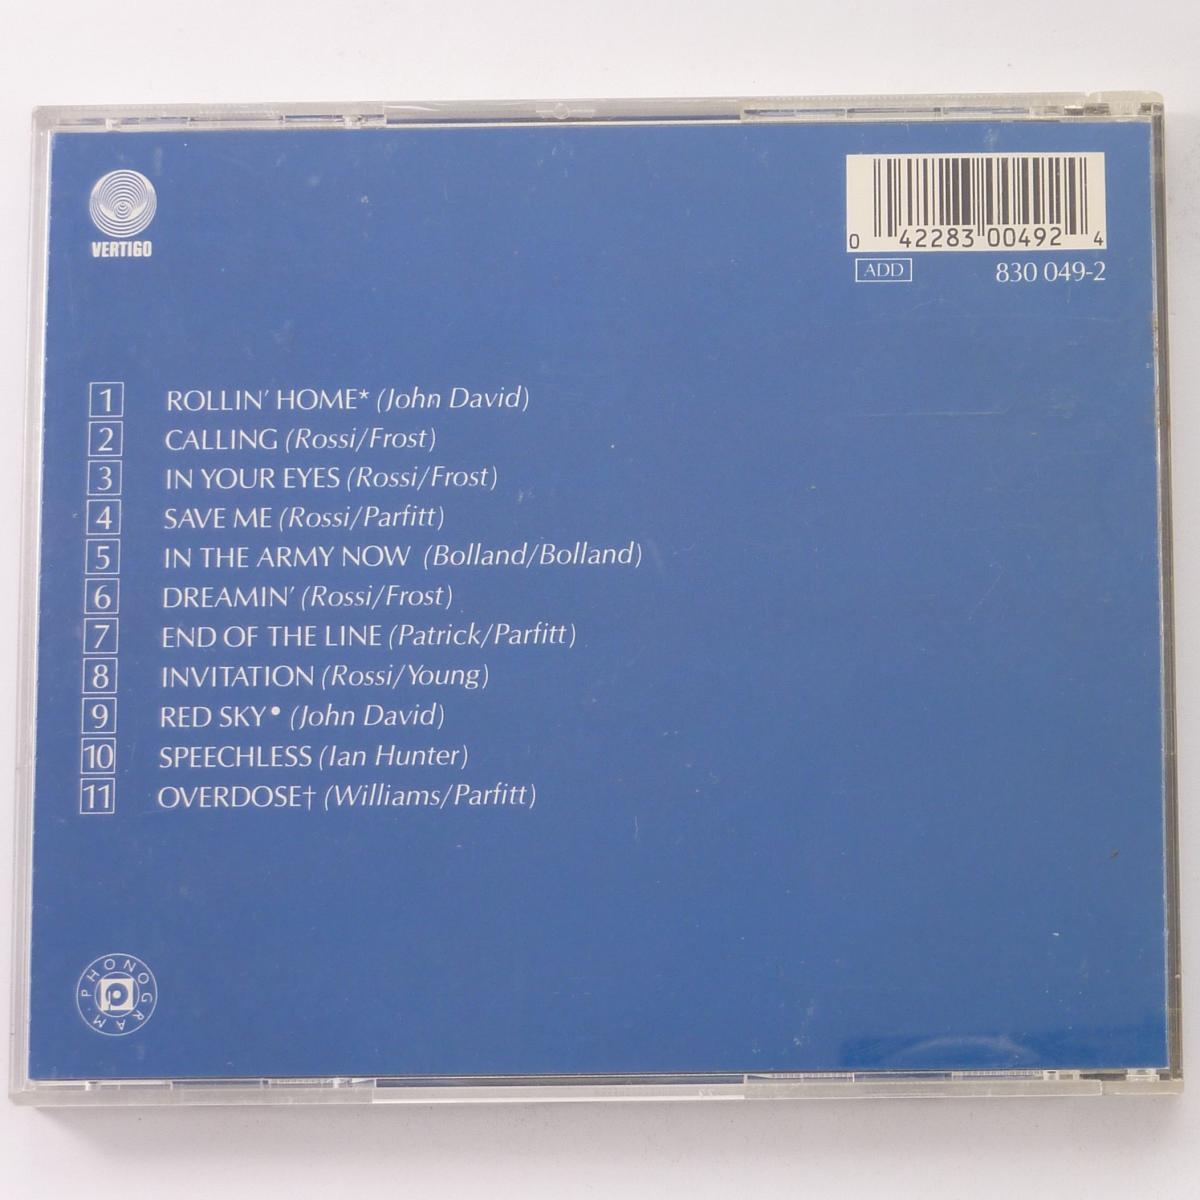 VERTIGO
0 42283 00492 4
ADD 830 049-2
1 ROLLIN' HOME* (John David)
2 CALLING (Rossi/Frost)
3 IN YOUR EYES (Rossi/Frost)
4 SAVE ME (Rossi/Parfitt)
5 IN THE ARMY NOW (Bolland/Bolland)
6 DREAMIN' (Rossi/Frost)
7 END OF THE LINE (Patrick/Parfitt)
8 INVITATION (Rossi/Young)
9 RED SKY• (John David)
10 SPEECHLESS (Ian Hunter)
11 OVERDOSE† (Williams/Parfitt)
PHONOGRAM